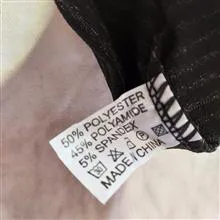 50% POLYESTER
45% POLYAMIDE
5% SPANDEX
MADE IN CHINA